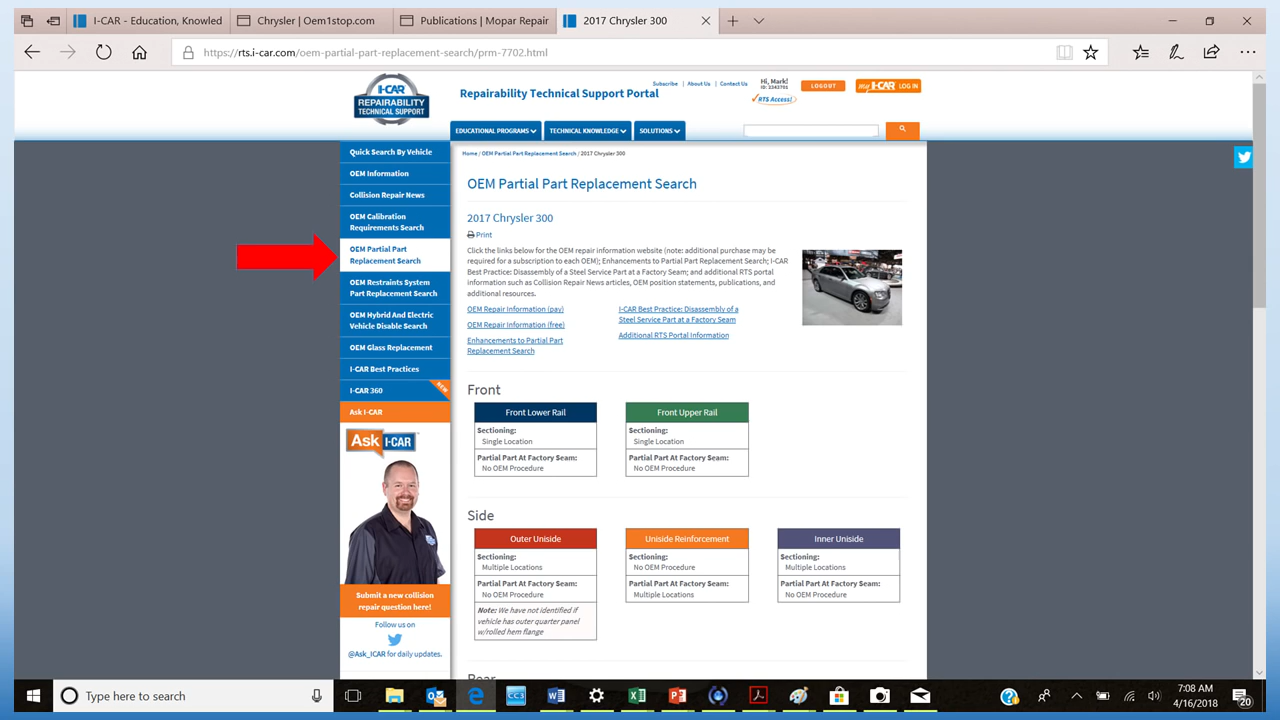 I-CAR - Education, Knowled
Chrysler | Oem1stop.com
Publications | Mopar Repair
2017 Chrysler 300
https://rts.i-car.com/oem-partial-part-replacement-search/prm-7702.html
I-CAR
REPAIRABILITY
TECHNICAL SUPPORT
Repairability Technical Support Portal
Subscribe | About Us | Contact Us
Hi, Mark!
ID: 2343701
RTS Access!
LOGOUT
my I-CAR LOG IN
EDUCATIONAL PROGRAMS
TECHNICAL KNOWLEDGE
SOLUTIONS
Quick Search By Vehicle
OEM Information
Collision Repair News
OEM Calibration
Requirements Search
OEM Partial Part
Replacement Search
OEM Restraints System
Part Replacement Search
OEM Hybrid And Electric
Vehicle Disable Search
OEM Glass Replacement
I-CAR Best Practices
I-CAR 360
NEW
Ask I-CAR
Ask I-CAR
Submit a new collision
repair question here!
Follow us on
@Ask_ICAR for daily updates.
Home / OEM Partial Part Replacement Search / 2017 Chrysler 300
OEM Partial Part Replacement Search
2017 Chrysler 300
Print
Click the links below for the OEM repair information website (note: additional purchase may be
required for a subscription to each OEM); Enhancements to Partial Part Replacement Search; I-CAR
Best Practice: Disassembly of a Steel Service Part at a Factory Seam; and additional RTS portal
information such as Collision Repair News articles, OEM position statements, publications, and
additional resources.
OEM Repair Information (pay)
OEM Repair Information (free)
Enhancements to Partial Part
Replacement Search
I-CAR Best Practice: Disassembly of a
Steel Service Part at a Factory Seam
Additional RTS Portal Information
Front
Front Lower Rail
Sectioning:
Single Location
Partial Part At Factory Seam:
No OEM Procedure
Front Upper Rail
Sectioning:
Single Location
Partial Part At Factory Seam:
No OEM Procedure
Side
Outer Uniside
Sectioning:
Multiple Locations
Partial Part At Factory Seam:
No OEM Procedure
Note: We have not identified if
vehicle has outer quarter panel
w/rolled hem flange
Uniside Reinforcement
Sectioning:
No OEM Procedure
Partial Part At Factory Seam:
Multiple Locations
Inner Uniside
Sectioning:
Multiple Locations
Partial Part At Factory Seam:
No OEM Procedure
Rear
Type here to search
CC3
7:08 AM
4/16/2018
20